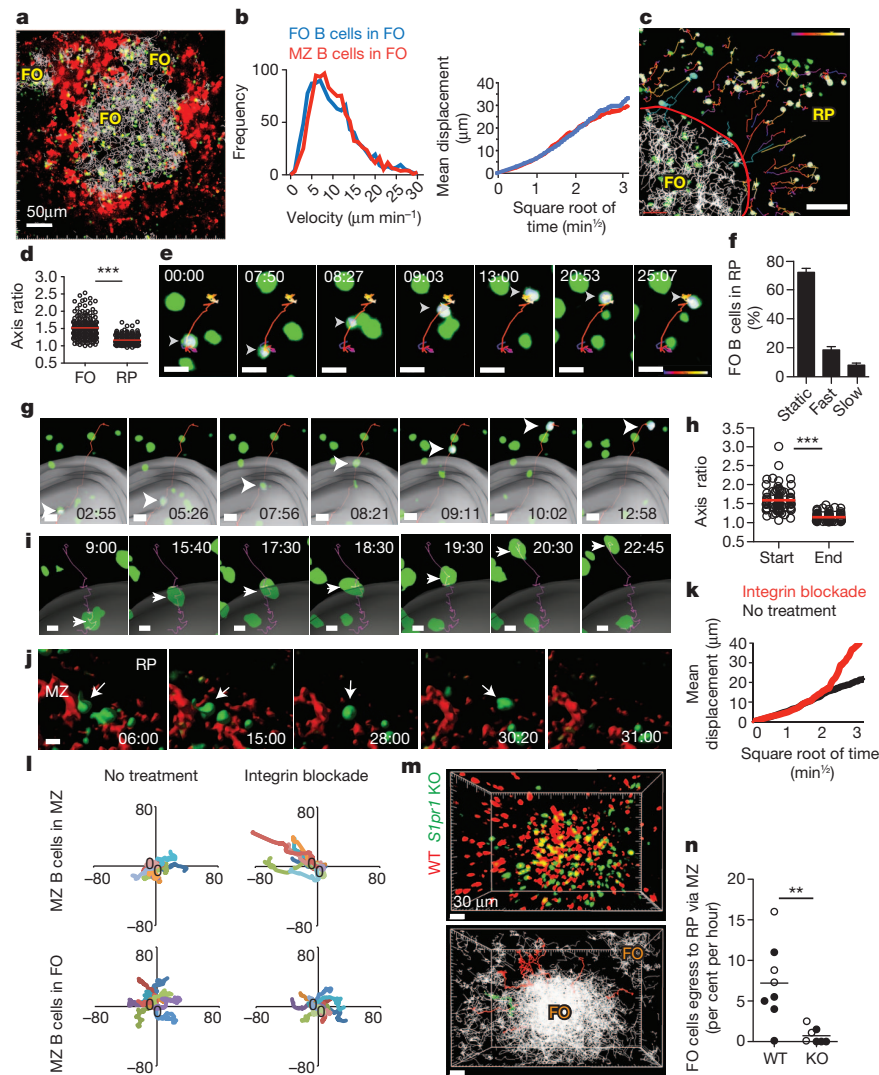 a
FO
FO
FO
50μm
b
FO B cells in FO
MZ B cells in FO
Frequency
100
50
0
0 5 10 15 20 25 30
Velocity (μm min⁻¹)
Mean displacement
(μm)
40
30
20
10
0
0 1 2 3
Square root of
time (min½)
c
RP
FO
d
***
Axis ratio
3.0
2.5
2.0
1.5
1.0
0.5
FO RP
e
00:00 07:50 08:27 09:03 13:00 20:53 25:07
f
FO B cells in RP
(%)
80
60
40
20
0
Static
Fast
Slow
g
02:55 05:26 07:56 08:21 09:11 10:02 12:58
h
***
Axis ratio
3.5
3.0
2.5
2.0
1.5
1.0
0.5
Start End
i
9:00 15:40 17:30 18:30 19:30 20:30 22:45
j
RP
MZ
06:00 15:00 28:00 30:20 31:00
k
Integrin blockade
No treatment
Mean
displacement (μm)
40
20
0
0 1 2 3
Square root of time
(min½)
l
No treatment Integrin blockade
MZ B cells in MZ
80 80
−80 0 80 −80 0 80
−80 −80
MZ B cells in FO
80 80
−80 0 80 −80 0 80
−80 −80
m
WT S1pr1 KO
30 μm
FO
FO
n
FO cells egress to RP via MZ
(per cent per hour)
**
20
15
10
5
0
WT KO